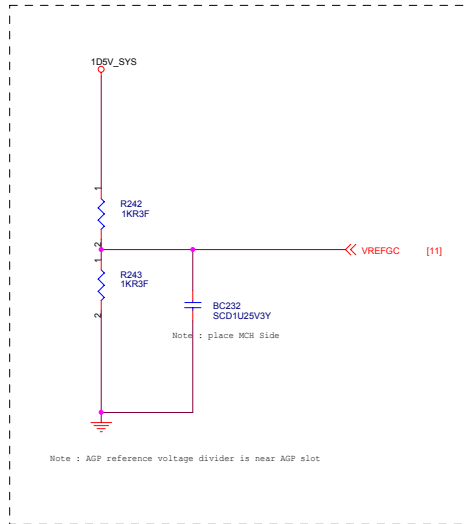 1D5V_SYS
1
R242
1KR3F
2
VREFGC [11]
1
R243
1KR3F
2
BC232
SCD1U25V3Y
Note : place MCH Side
Note : AGP reference voltage divider is near AGP slot